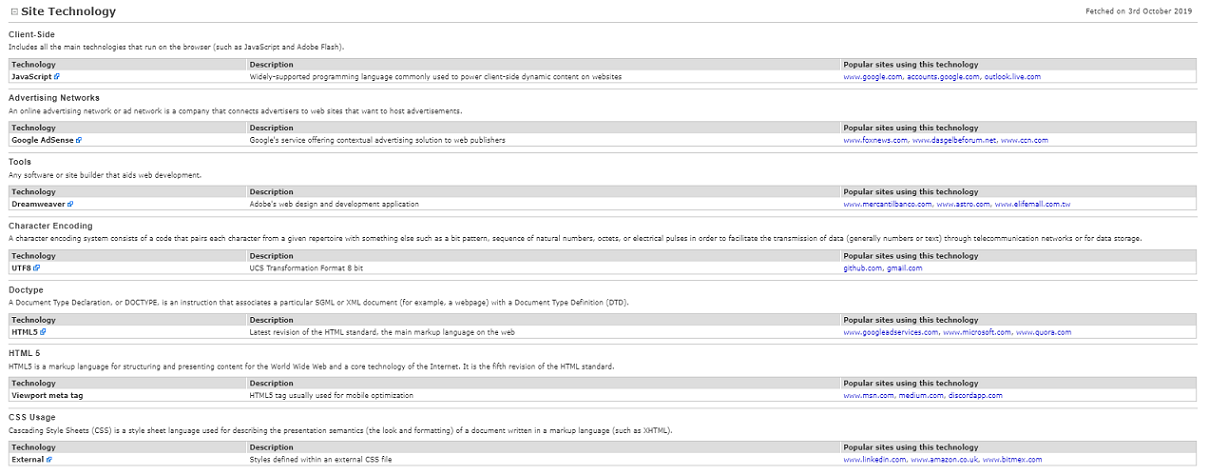 Site Technology Fetched on 3rd October 2019
Client-Side
Includes all the main technologies that run on the browser (such as JavaScript and Adobe Flash).
Technology Description Popular sites using this technology
JavaScript Widely-supported programming language commonly used to power client-side dynamic content on websites www.google.com, accounts.google.com, outlook.live.com
Advertising Networks
An online advertising network or ad network is a company that connects advertisers to web sites that want to host advertisements.
Technology Description Popular sites using this technology
Google AdSense Google's service offering contextual advertising solution to web publishers www.foxnews.com, www.dasgelbeforum.net, www.ccn.com
Tools
Any software or site builder that aids web development.
Technology Description Popular sites using this technology
Dreamweaver Adobe's web design and development application www.mercantilbanco.com, www.astro.com, www.elifemall.com.tw
Character Encoding
A character encoding system consists of a code that pairs each character from a given repertoire with something else such as a bit pattern, sequence of natural numbers, octets, or electrical pulses in order to facilitate the transmission of data (generally numbers or text) through telecommunication networks or for data storage.
Technology Description Popular sites using this technology
UTF8 UCS Transformation Format 8 bit github.com, gmail.com
Doctype
A Document Type Declaration, or DOCTYPE, is an instruction that associates a particular SGML or XML document (for example, a webpage) with a Document Type Definition (DTD).
Technology Description Popular sites using this technology
HTML5 Latest revision of the HTML standard, the main markup language on the web www.googleadservices.com, www.microsoft.com, www.quora.com
HTML 5
HTML5 is a markup language for structuring and presenting content for the World Wide Web and a core technology of the Internet. It is the fifth revision of the HTML standard.
Technology Description Popular sites using this technology
Viewport meta tag HTML5 tag usually used for mobile optimization www.msn.com, medium.com, discordapp.com
CSS Usage
Cascading Style Sheets (CSS) is a style sheet language used for describing the presentation semantics (the look and formatting) of a document written in a markup language (such as XHTML).
Technology Description Popular sites using this technology
External Styles defined within an external CSS file www.linkedin.com, www.amazon.co.uk, www.bitmex.com